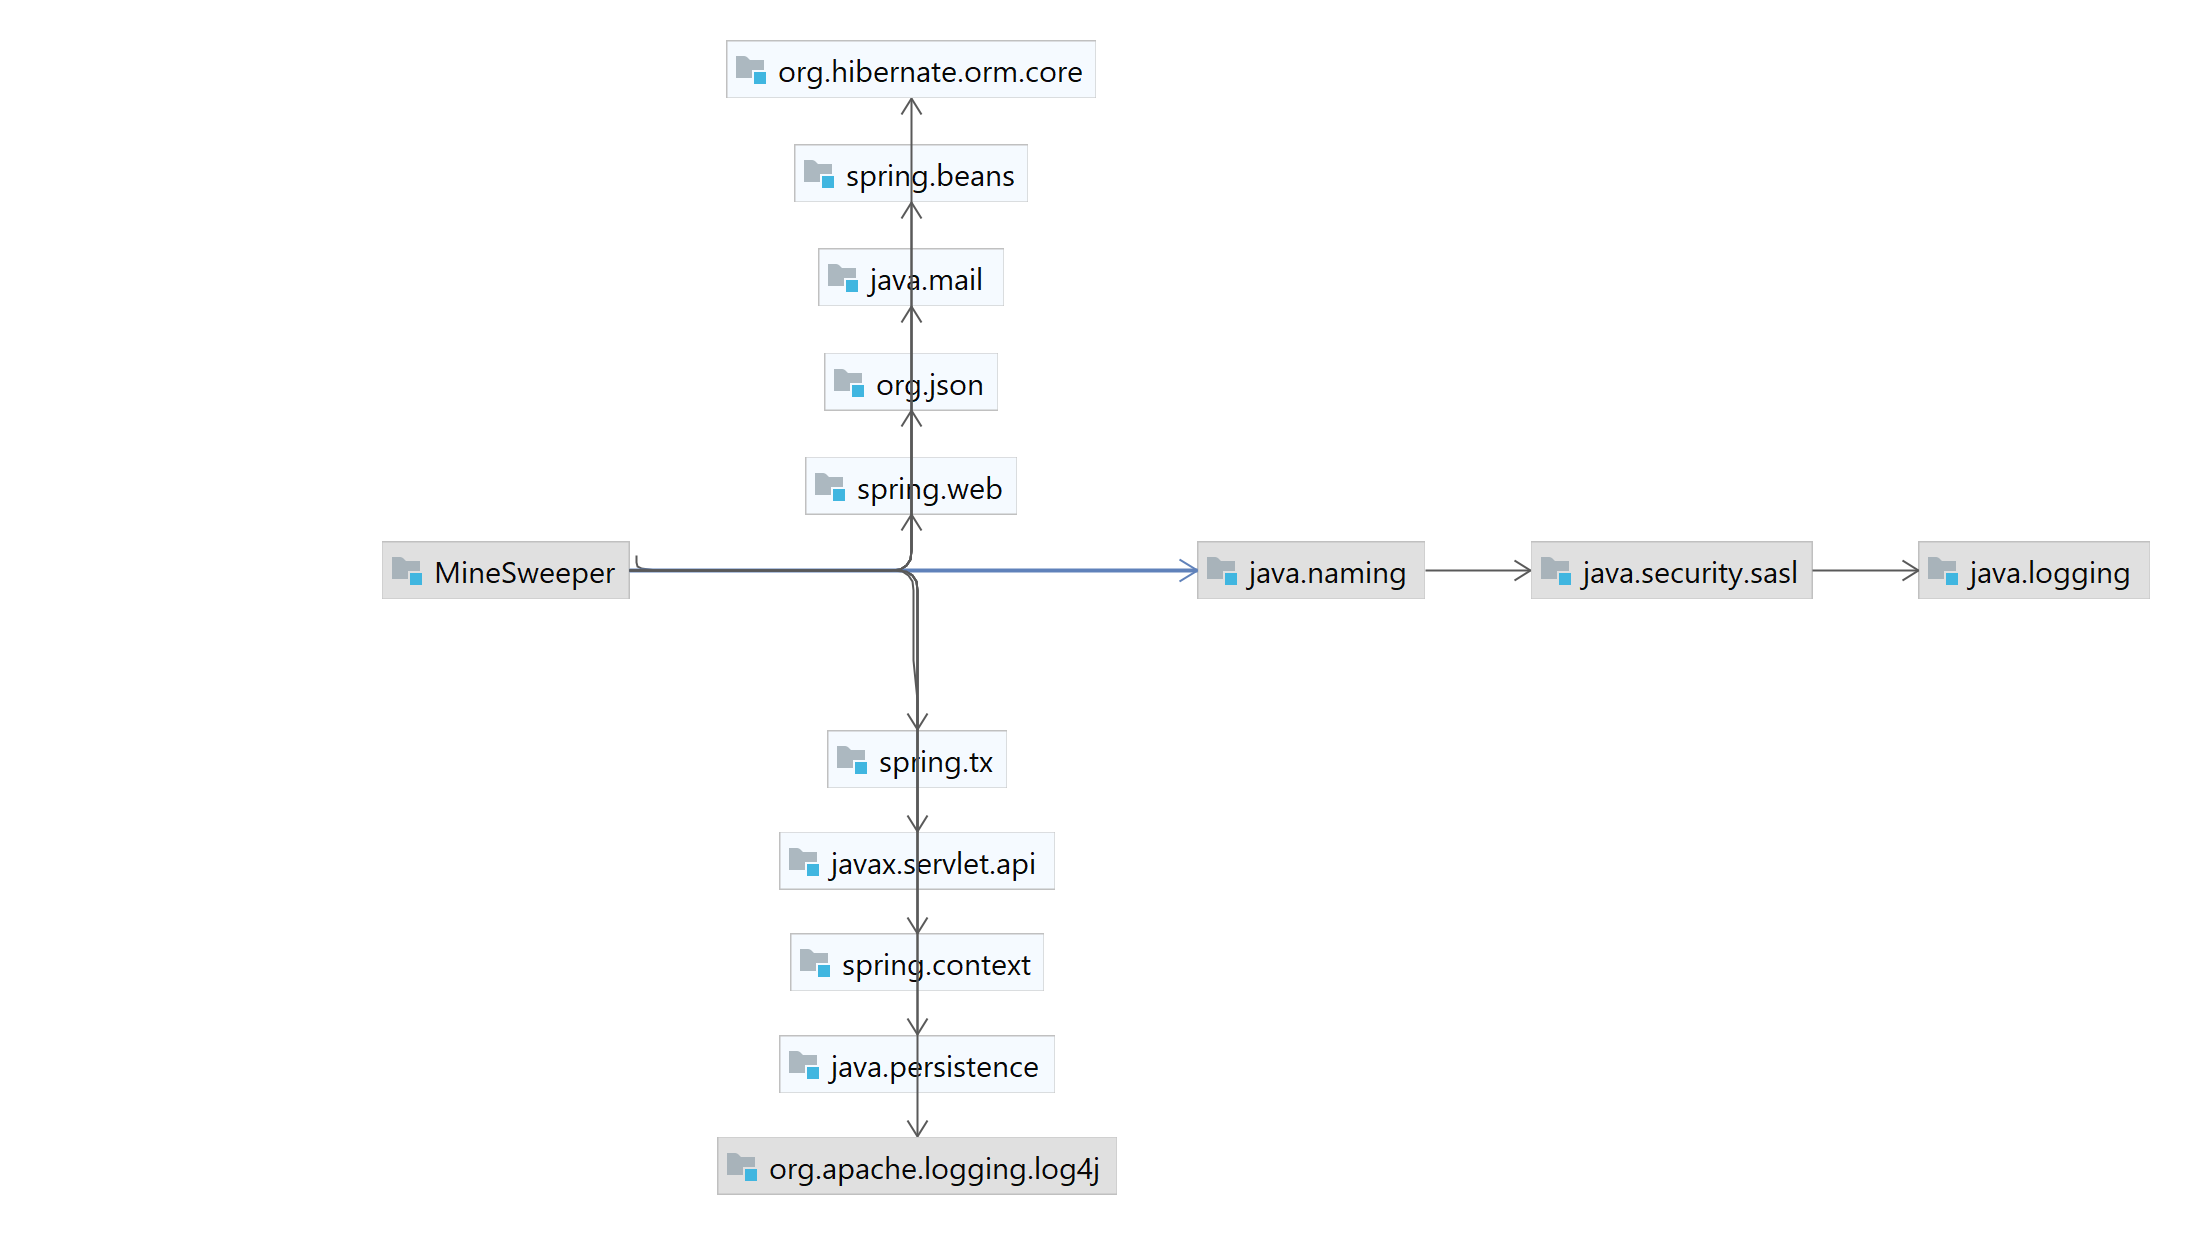 org.hibernate.orm.core
spring.beans
java.mail
org.json
spring.web
MineSweeper
java.naming
java.security.sasl
java.logging
spring.tx
javax.servlet.api
spring.context
java.persistence
org.apache.logging.log4j